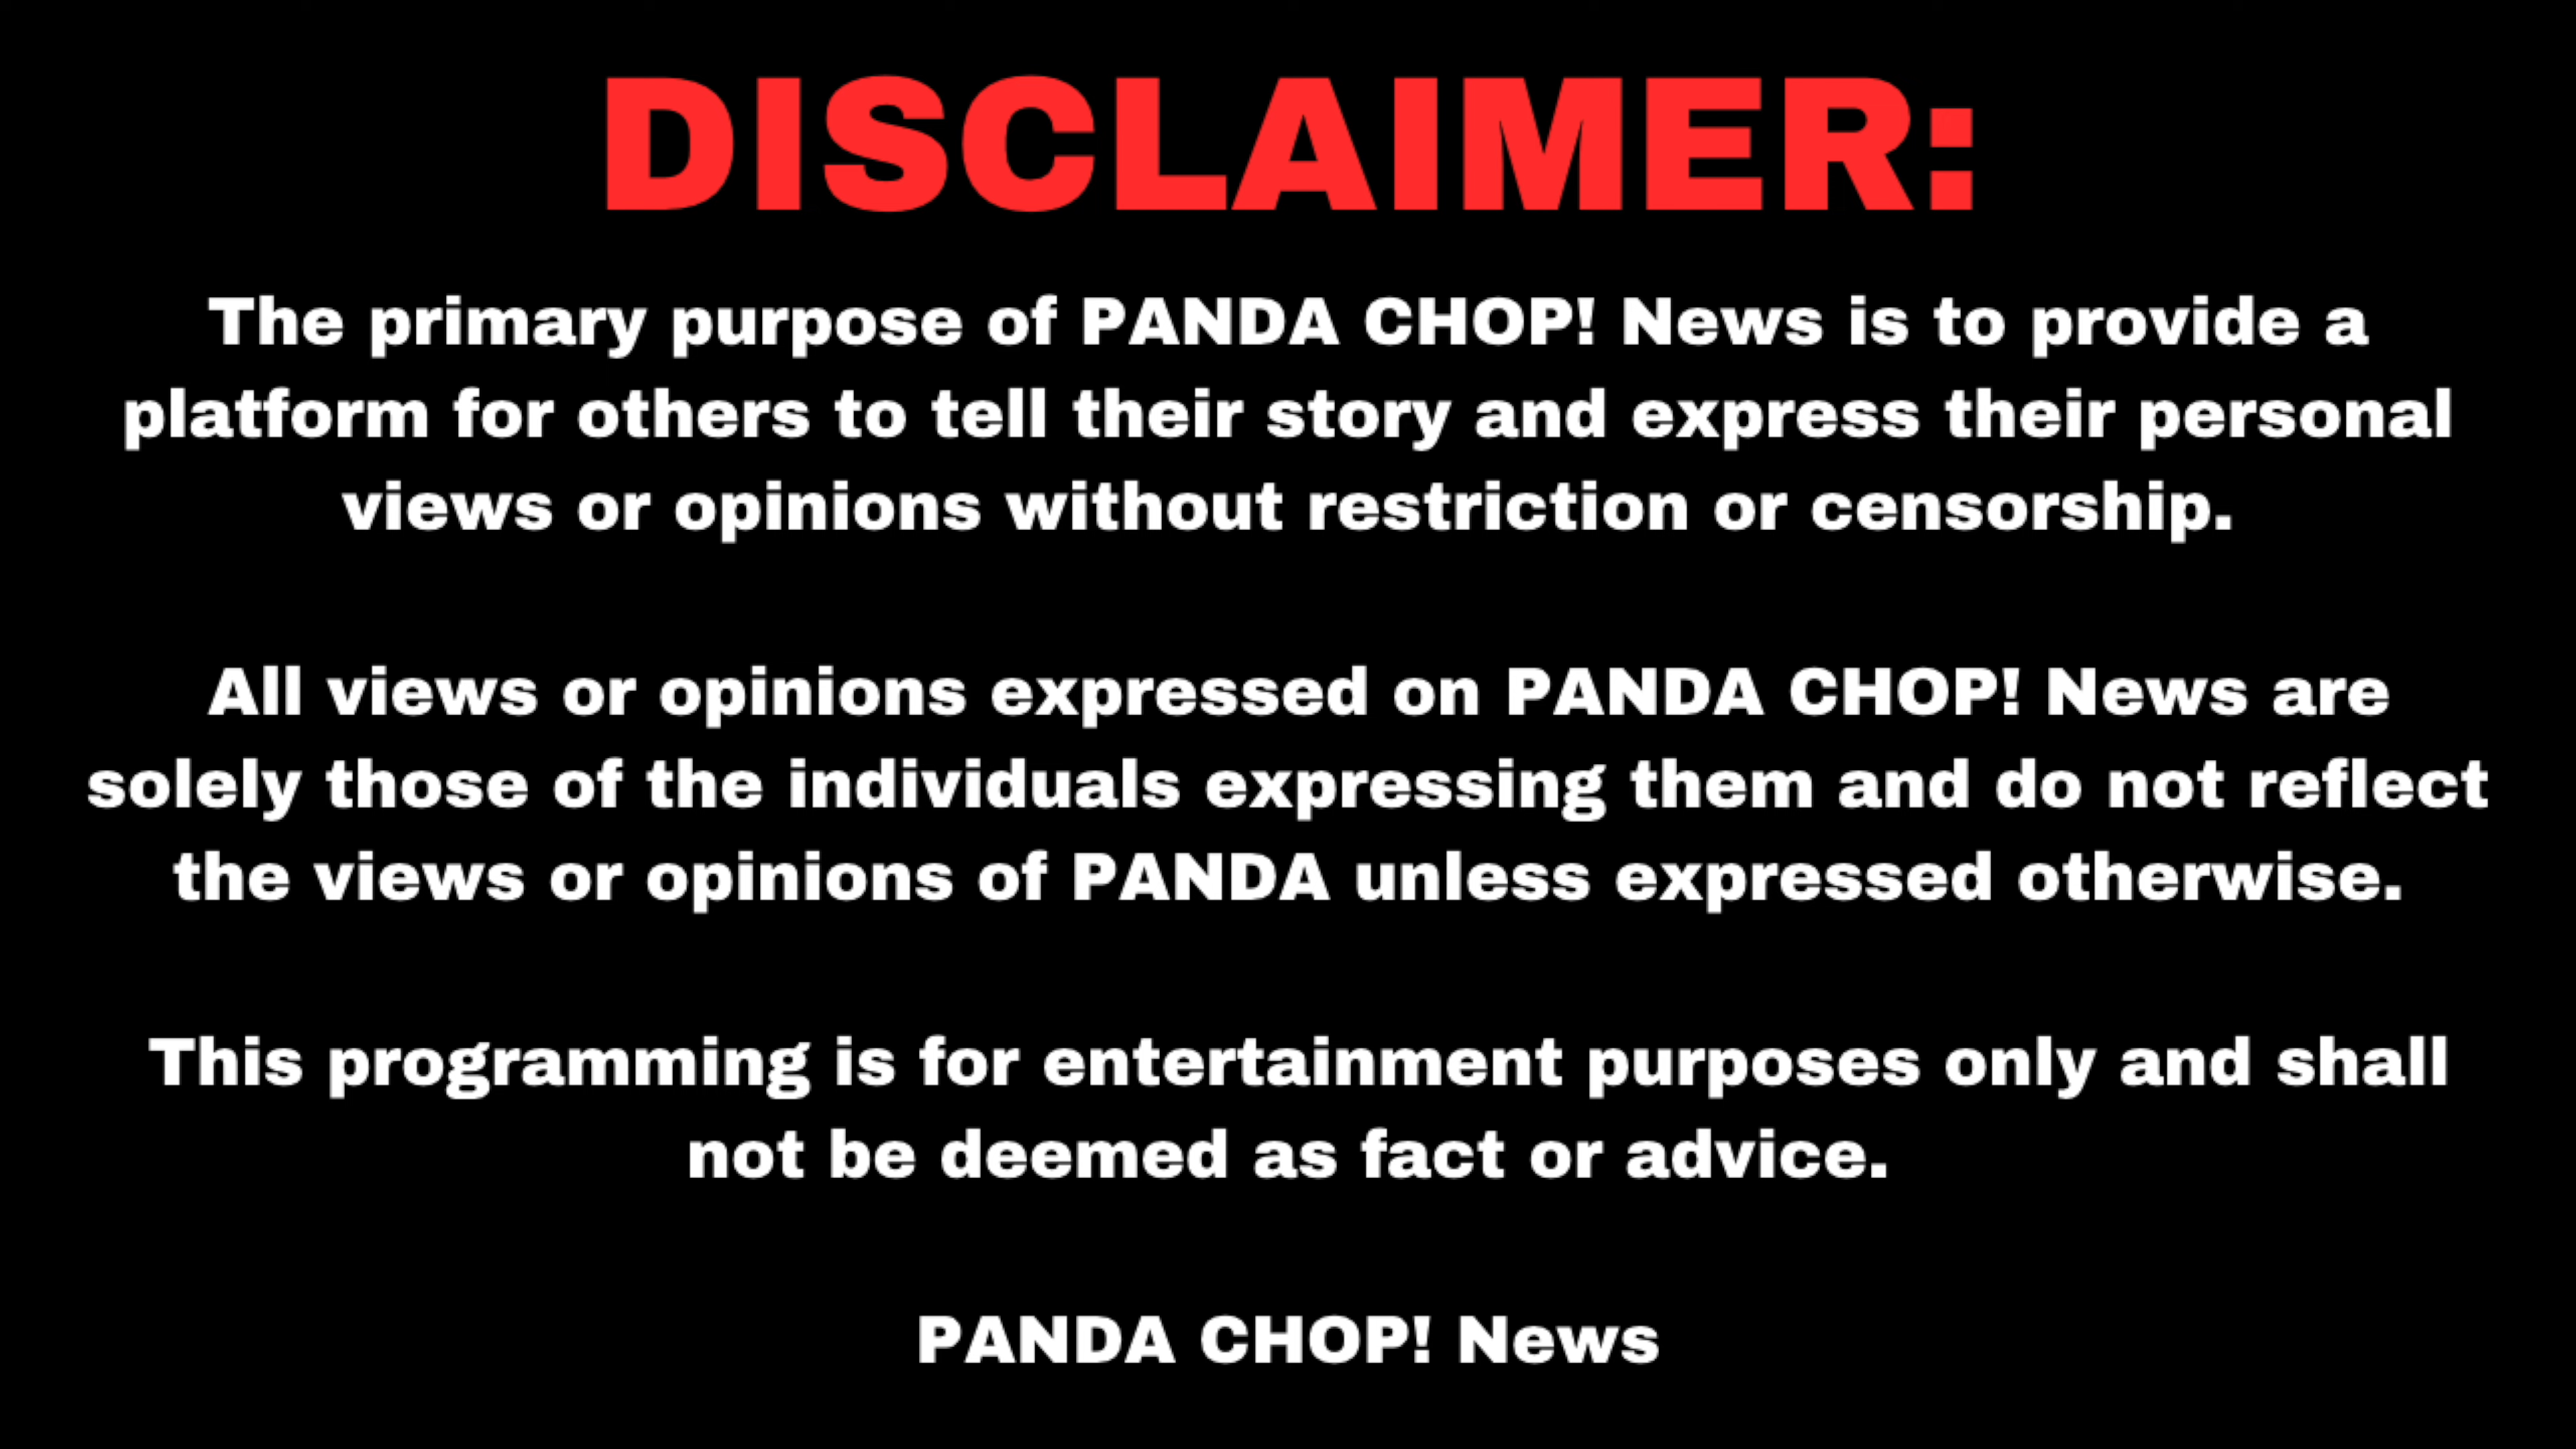 DISCLAIMER:
The primary purpose of PANDA CHOP! News is to provide a
platform for others to tell their story and express their personal
views or opinions without restriction or censorship.
All views or opinions expressed on PANDA CHOP! News are
solely those of the individuals expressing them and do not reflect
the views or opinions of PANDA unless expressed otherwise.
This programming is for entertainment purposes only and shall
not be deemed as fact or advice.
PANDA CHOP! News